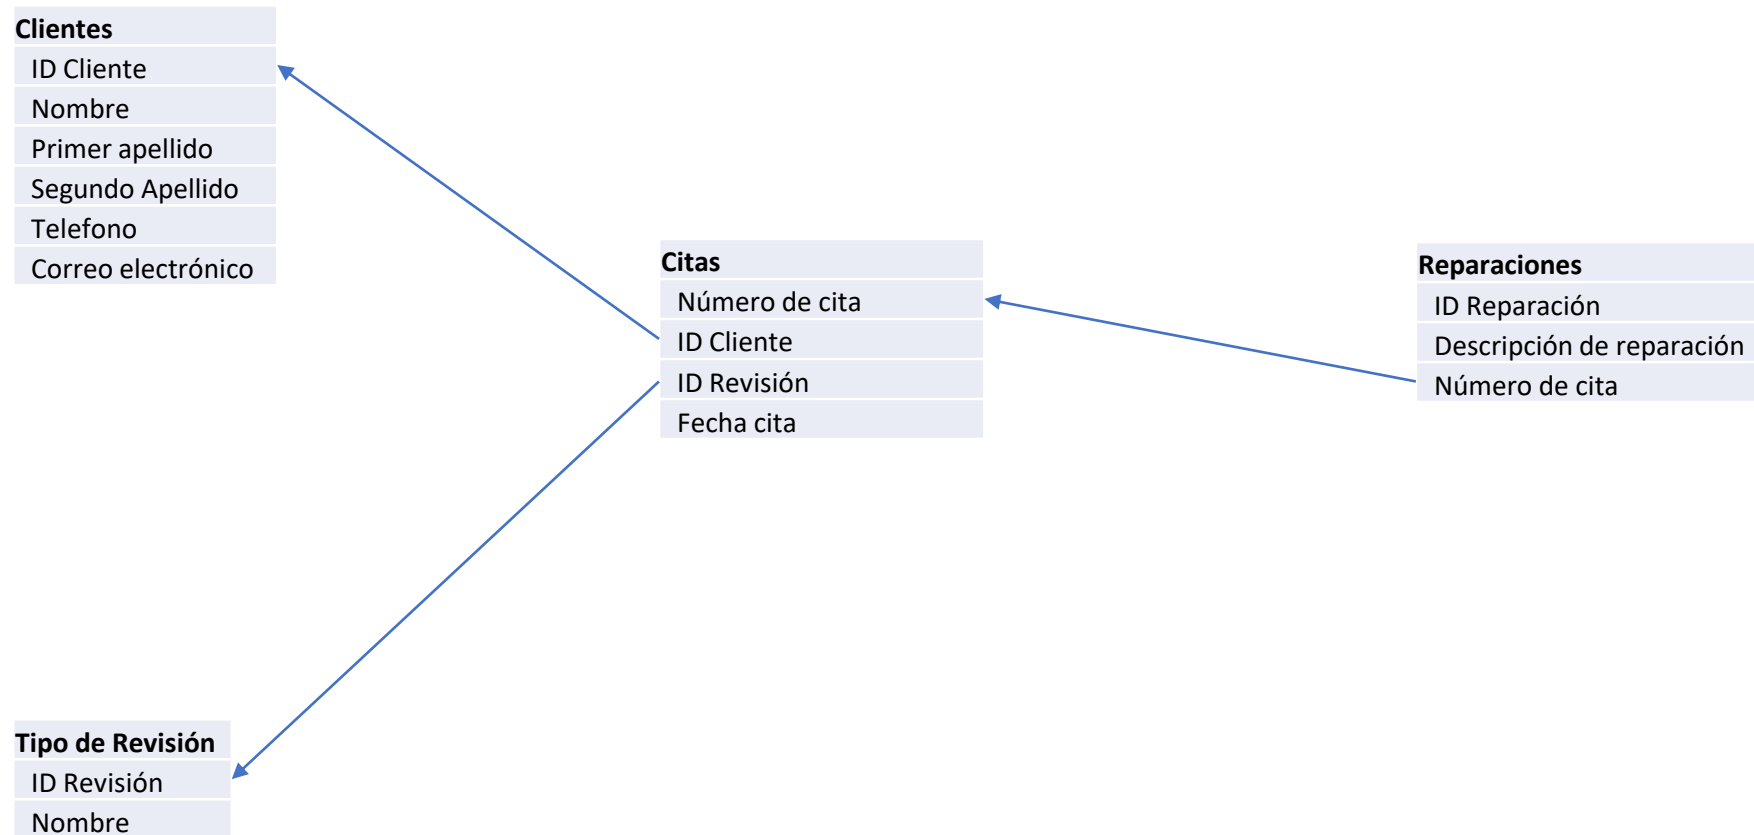 Clientes
ID Cliente
Nombre
Primer apellido
Segundo Apellido
Telefono
Correo electrónico
Citas
Número de cita
ID Cliente
ID Revisión
Fecha cita
Reparaciones
ID Reparación
Descripción de reparación
Número de cita
Tipo de Revisión
ID Revisión
Nombre